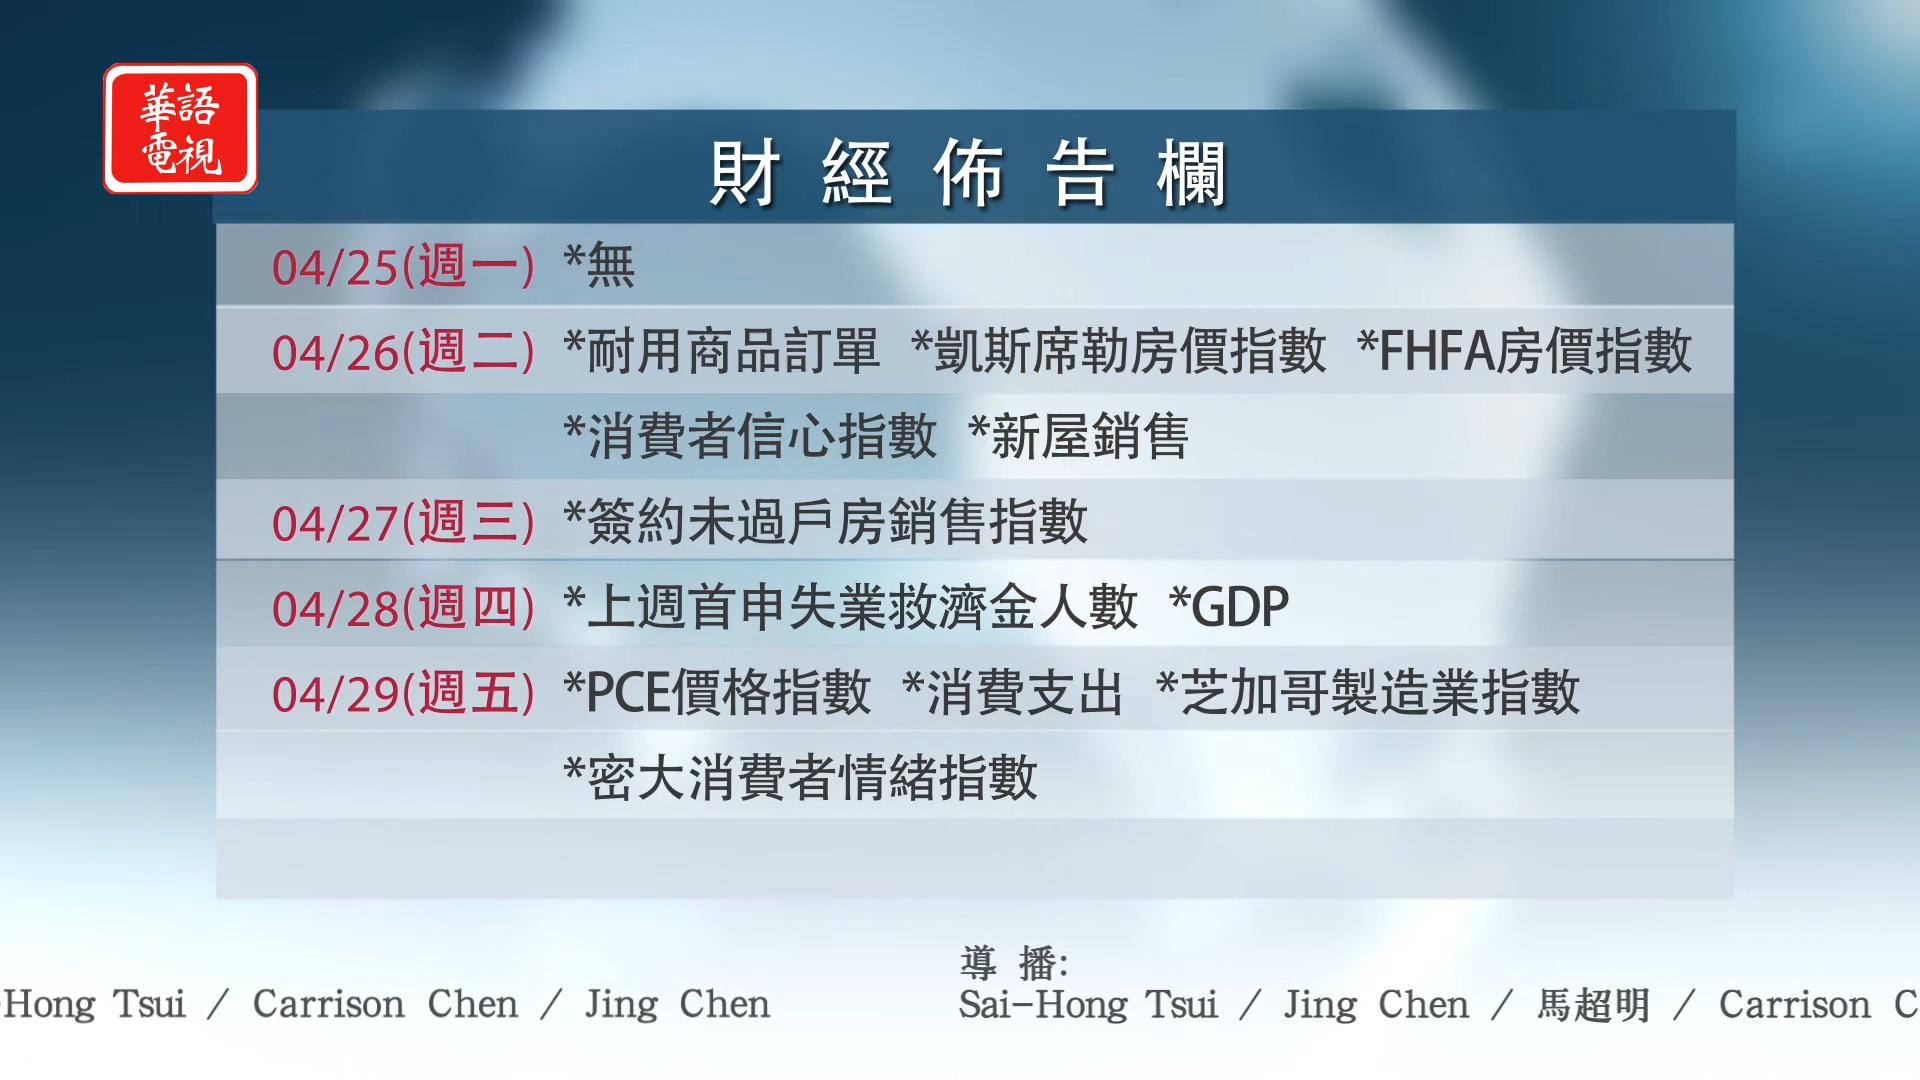 華語
電視
財經佈告欄
04/25(週一) *無
04/26(週二) *耐用商品訂單 *凱斯席勒房價指數 *FHFA房價指數
*消費者信心指數 *新屋銷售
04/27(週三) *簽約未過戶房銷售指數
04/28(週四) *上週首申失業救濟金人數 *GDP
04/29(週五) *PCE價格指數 *消費支出 *芝加哥製造業指數
*密大消費者情緒指數
導 播:
-Hong Tsui / Carrison Chen / Jing Chen
Sai-Hong Tsui / Jing Chen / 馬超明 / Carrison C